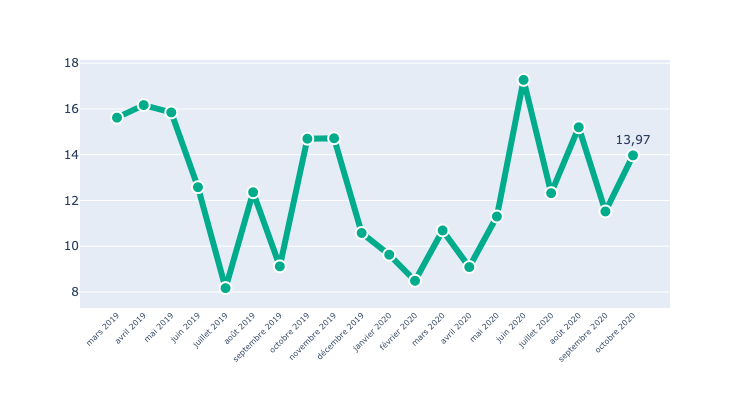 18
16
14
12
10
8
13,97
mars 2019
avril 2019
mai 2019
juin 2019
juillet 2019
août 2019
septembre 2019
octobre 2019
novembre 2019
décembre 2019
janvier 2020
février 2020
mars 2020
avril 2020
mai 2020
juin 2020
juillet 2020
août 2020
septembre 2020
octobre 2020